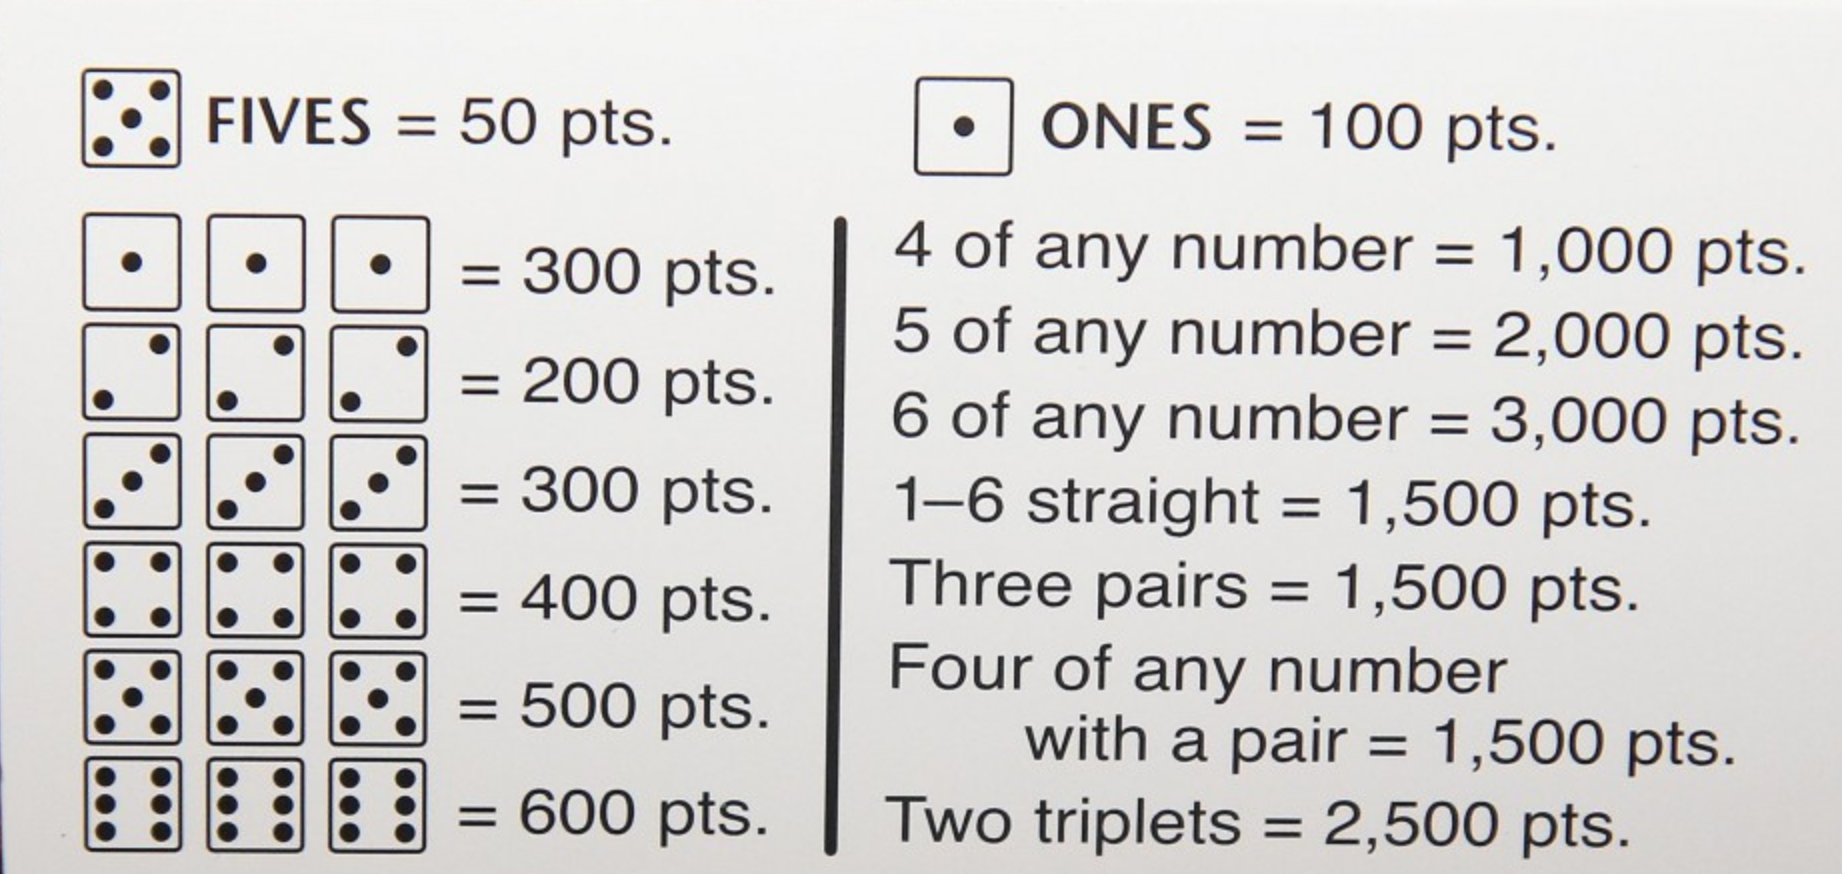 FIVES = 50 pts.
ONES = 100 pts.
= 300 pts.
= 200 pts.
= 300 pts.
= 400 pts.
= 500 pts.
= 600 pts.
4 of any number = 1,000 pts.
5 of any number = 2,000 pts.
6 of any number = 3,000 pts.
1–6 straight = 1,500 pts.
Three pairs = 1,500 pts.
Four of any number
with a pair = 1,500 pts.
Two triplets = 2,500 pts.